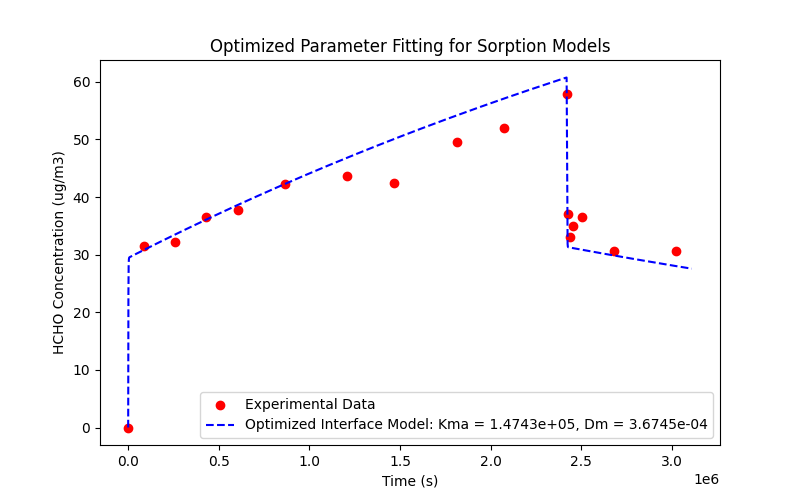 Optimized Parameter Fitting for Sorption Models
HCHO Concentration (ug/m3)
60
50
40
30
20
10
0
Experimental Data
Optimized Interface Model: Kma = 1.4743e+05, Dm = 3.6745e-04
0.0 0.5 1.0 1.5 2.0 2.5 3.0
1e6
Time (s)